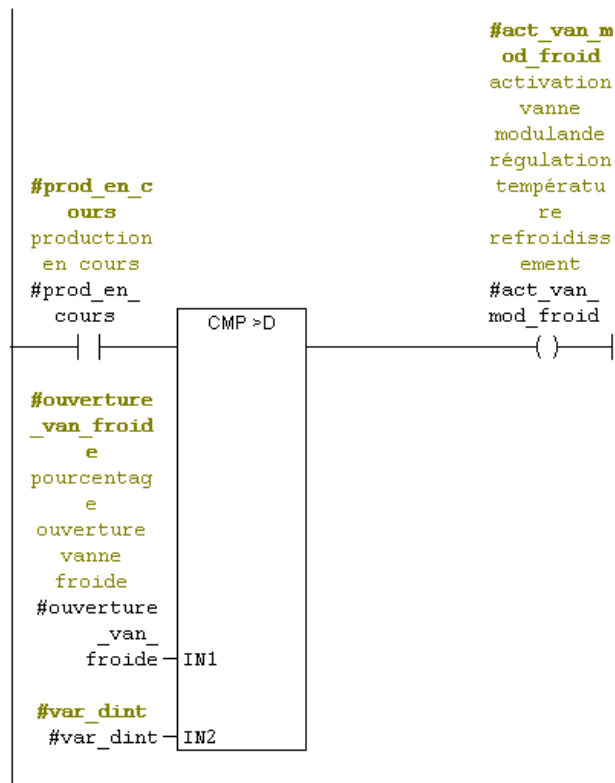 #act_van_m
od_froid
activation
vanne
modulande
régulation
températu
re
refroidiss
ement
#act_van_
mod_froid
#prod_en_c
ours
production
en cours
#prod_en_
cours
CMP >D
( )
#ouverture
_van_froid
e
pourcentag
e
ouverture
vanne
froide
#ouverture
_van_
froide
IN1
#var_dint
#var_dint
IN2